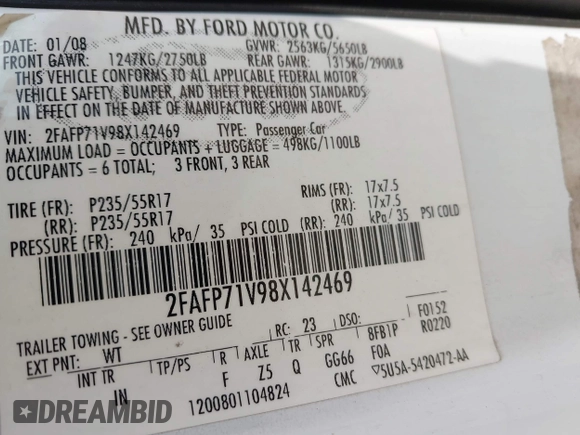 MFD. BY FORD MOTOR CO.
DATE: 01/08 GVWR: 2563KG/5650LB
FRONT GAWR: 1247KG/2750LB REAR GAWR: 1315KG/2900LB
THIS VEHICLE CONFORMS TO ALL APPLICABLE FEDERAL MOTOR
VEHICLE SAFETY, BUMPER, AND THEFT PREVENTION STANDARDS
IN EFFECT ON THE DATE OF MANUFACTURE SHOWN ABOVE.
VIN: 2FAFP71V98X142469 TYPE: Passenger Car
MAXIMUM LOAD = OCCUPANTS + LUGGAGE = 498KG/1100LB
OCCUPANTS = 6 TOTAL; 3 FRONT, 3 REAR
TIRE (FR): P235/55R17 RIMS (FR): 17x7.5
(RR): P235/55R17 (RR): 17x7.5
PRESSURE (FR): 240 kPa/ 35 PSI COLD (RR): 240 kPa/ 35 PSI COLD
2FAFP71V98X142469
TRAILER TOWING - SEE OWNER GUIDE
EXT PNT: WT RC: 23 DSO: 8FB1P F0152 R0220
INT TR TP/PS R AXLE TR SPR FOA
IN F Z5 Q GG66 CMC ▽5U5A-5420472-AA
1200801104824
DREAMBID